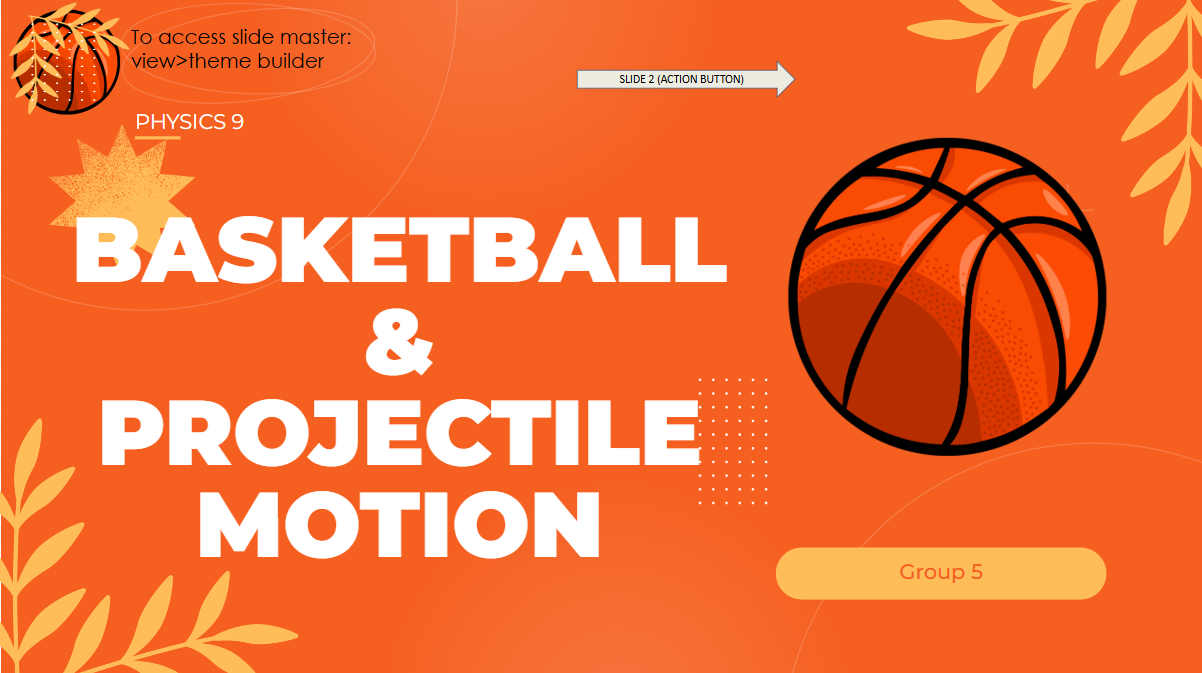 To access slide master:
view>theme builder
SLIDE 2 (ACTION BUTTON)
PHYSICS 9
BASKETBALL
&
PROJECTILE
MOTION
Group 5